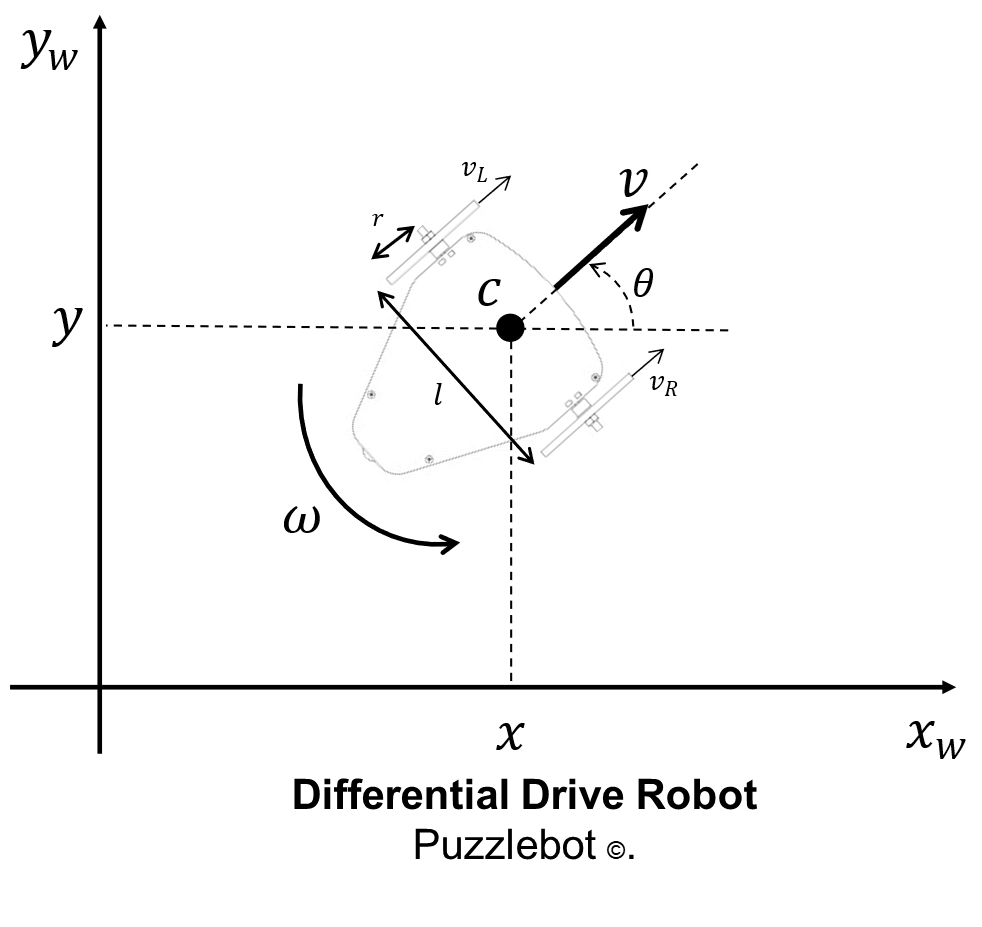 y_w
v_L
v
r
θ
c
y
v_R
l
ω
x
x_w
Differential Drive Robot
Puzzlebot ©.